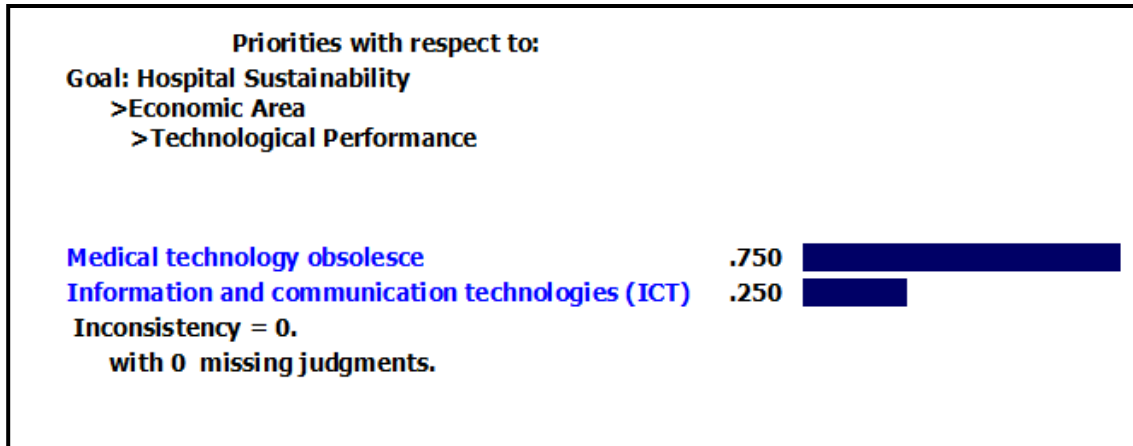 Priorities with respect to:
Goal: Hospital Sustainability
>Economic Area
>Technological Performance
Medical technology obsolesce .750
Information and communication technologies (ICT) .250
Inconsistency = 0.
with 0 missing judgments.